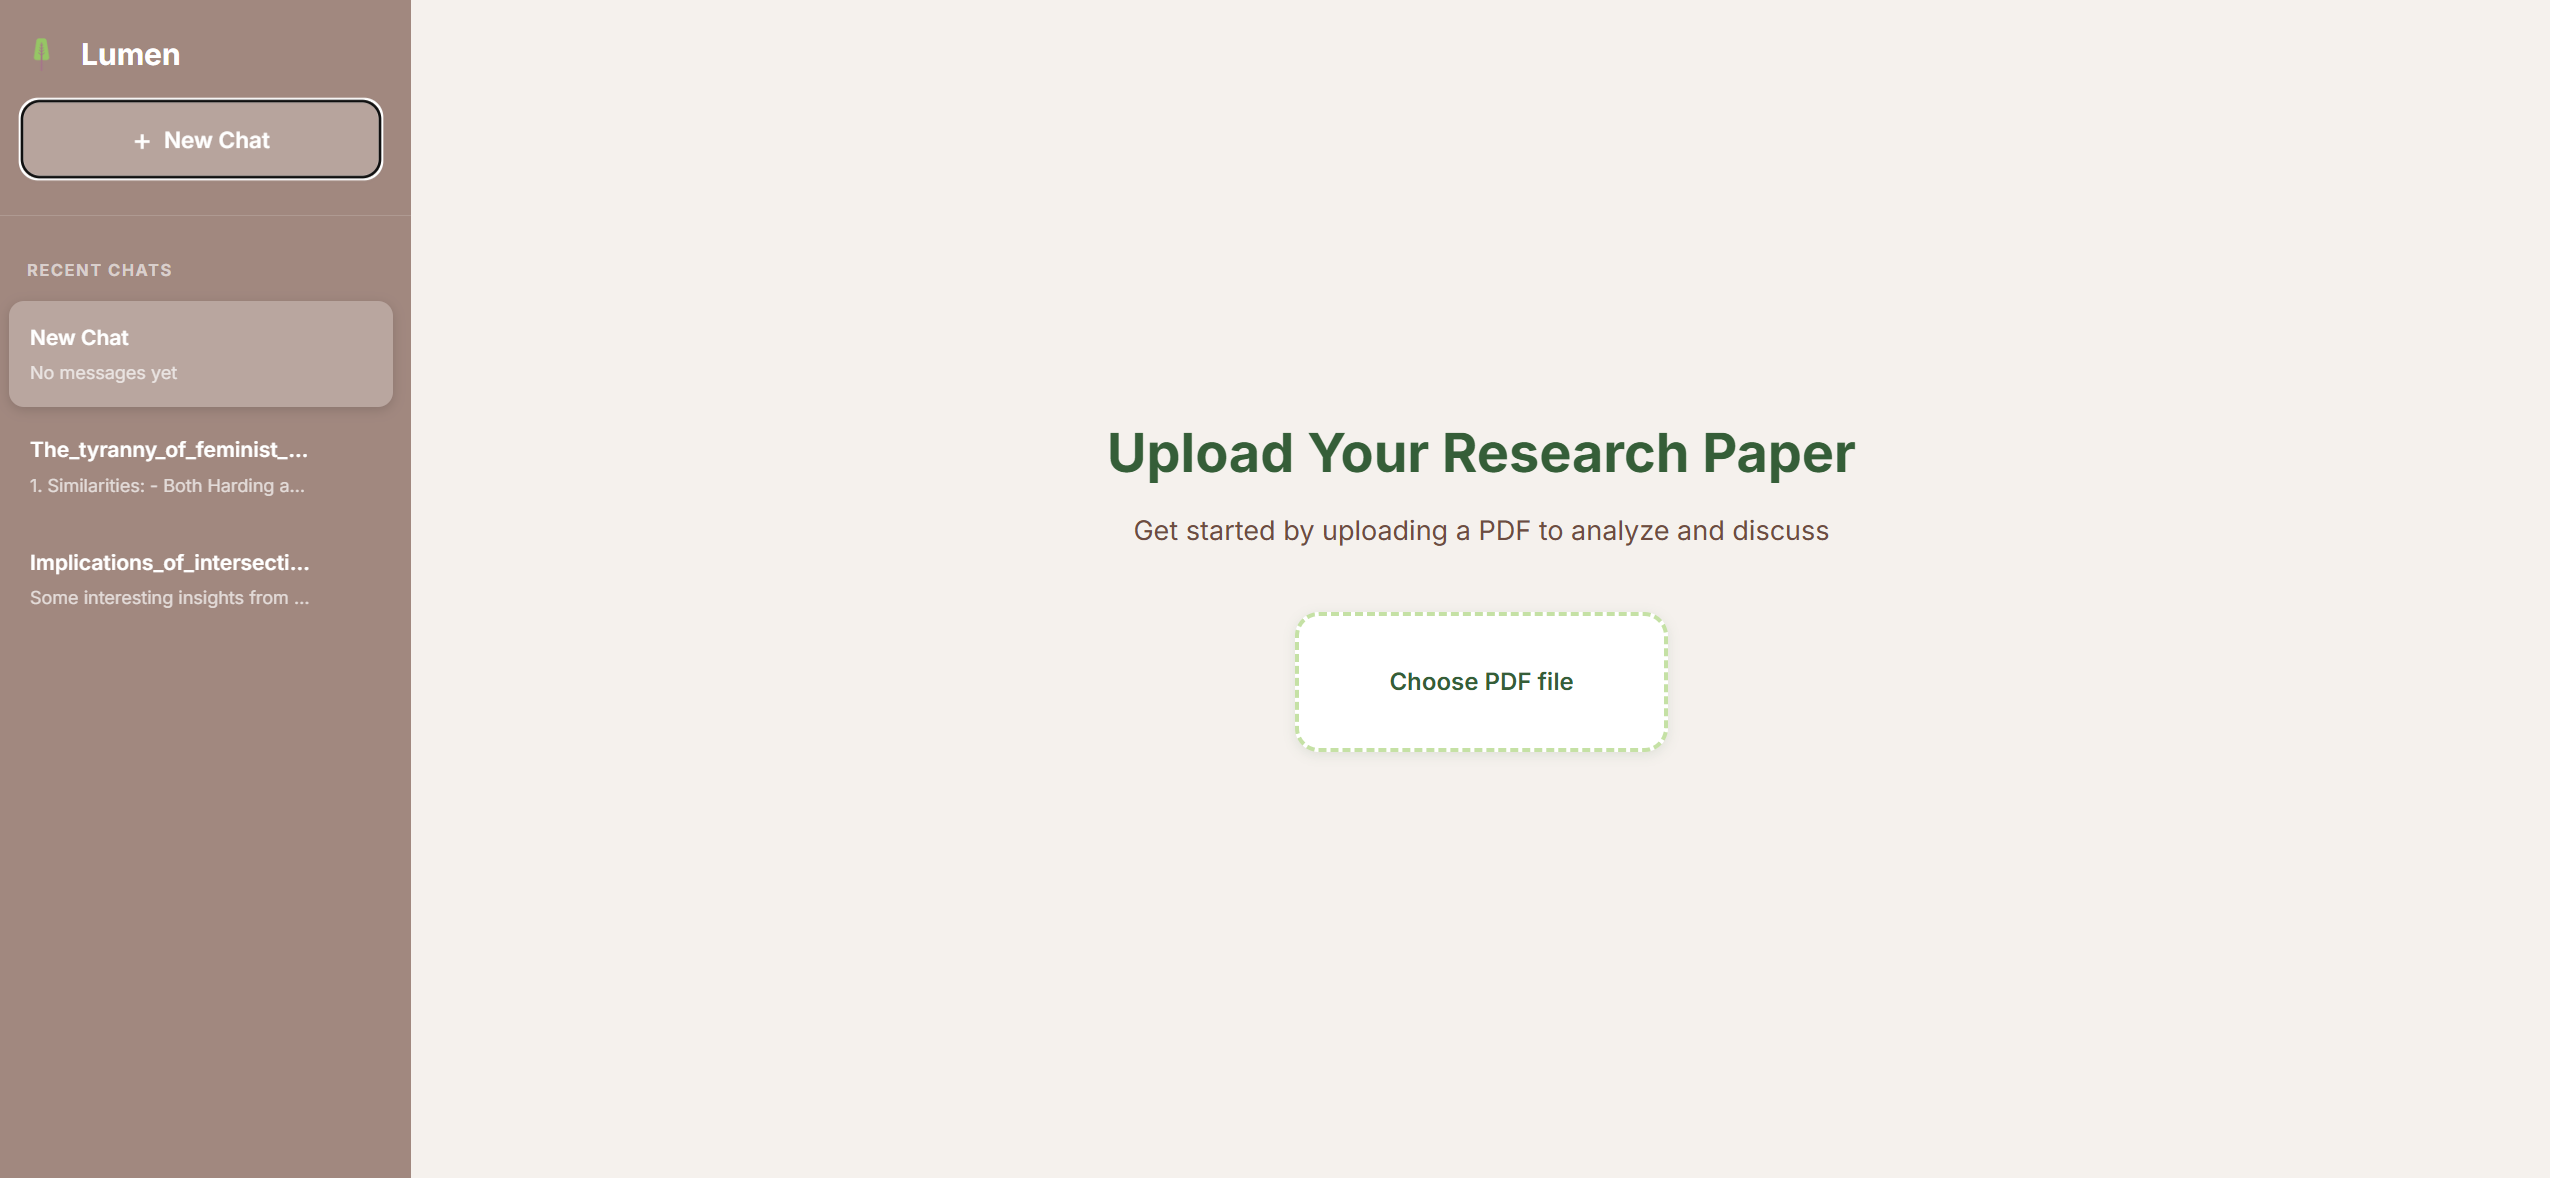 Lumen
+ New Chat
RECENT CHATS
New Chat
No messages yet
The_tyranny_of_feminist_...
1. Similarities: - Both Harding a...
Implications_of_intersecti...
Some interesting insights from ...
Upload Your Research Paper
Get started by uploading a PDF to analyze and discuss
Choose PDF file